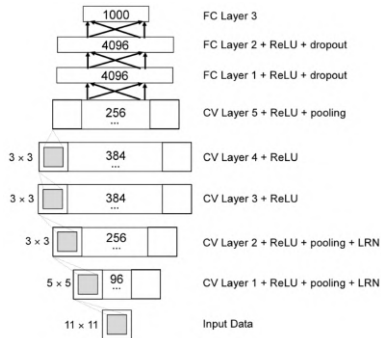 1000 FC Layer 3
4096 FC Layer 2 + ReLU + dropout
4096 FC Layer 1 + ReLU + dropout
256 CV Layer 5 + ReLU + pooling
...
3 × 3 384 CV Layer 4 + ReLU
...
3 × 3 384 CV Layer 3 + ReLU
...
3 × 3 256 CV Layer 2 + ReLU + pooling + LRN
...
5 × 5 96 CV Layer 1 + ReLU + pooling + LRN
...
11 × 11 Input Data